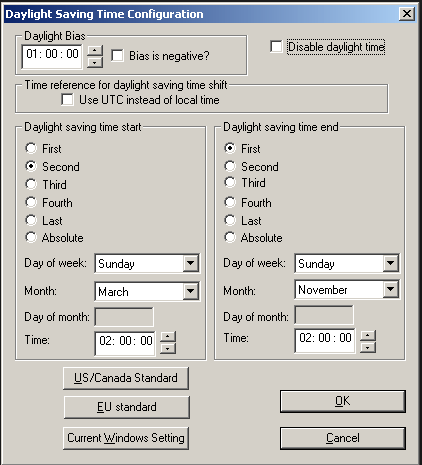 Daylight Saving Time Configuration
Daylight Bias
01: 00: 00
Bias is negative?
Disable daylight time
Time reference for daylight saving time shift
Use UTC instead of local time
Daylight saving time start
First
Second
Third
Fourth
Last
Absolute
Day of week: Sunday
Month: March
Day of month:
Time: 02: 00: 00
Daylight saving time end
First
Second
Third
Fourth
Last
Absolute
Day of week: Sunday
Month: November
Day of month:
Time: 02: 00: 00
US/Canada Standard
EU standard
Current Windows Setting
OK
Cancel